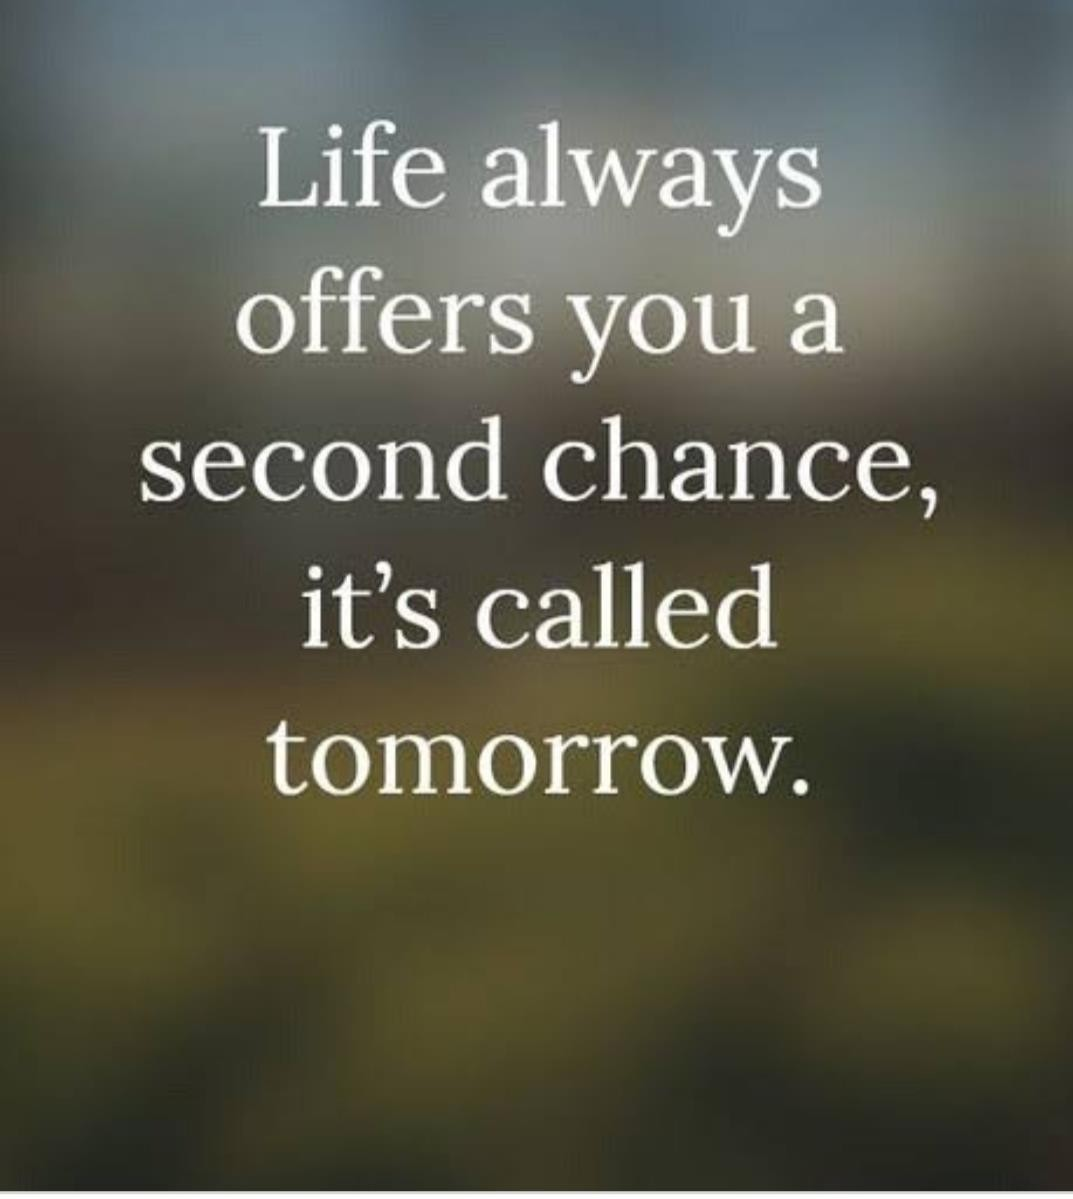 Life always
offers you a
second chance,
it’s called
tomorrow.